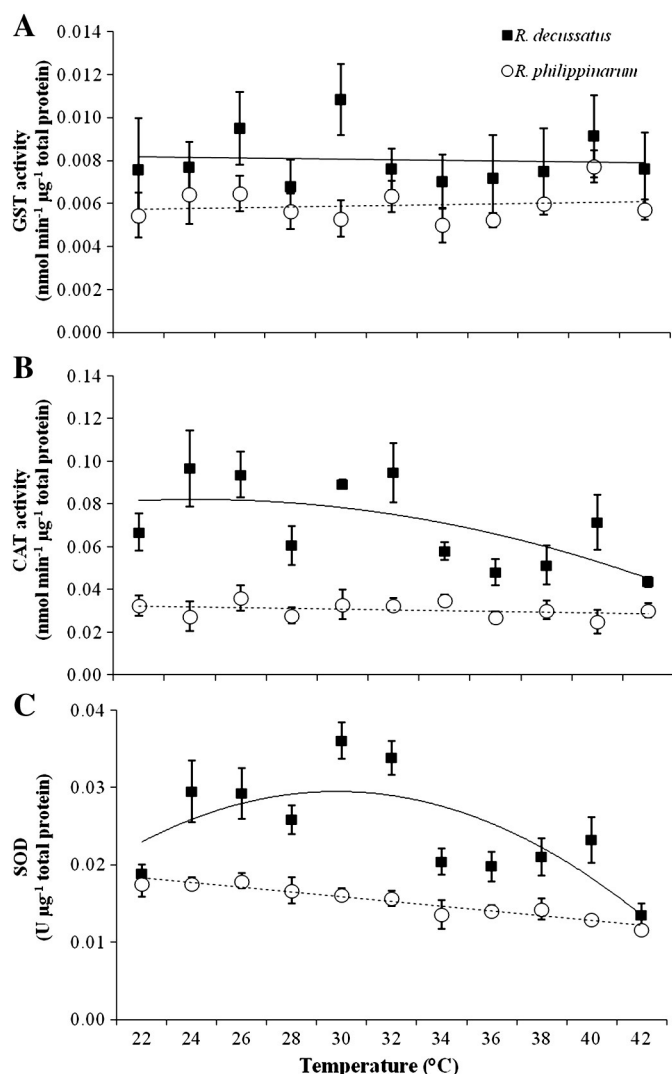 A
0.014
0.012
0.010
0.008
0.006
0.004
0.002
0.000
GST activity
(nmol min⁻¹ µg⁻¹ total protein)
R. decussatus
R. philippinarum
B
0.14
0.12
0.10
0.08
0.06
0.04
0.02
0.00
CAT activity
(nmol min⁻¹ µg⁻¹ total protein)
C
0.04
0.03
0.02
0.01
0.00
SOD
(U µg⁻¹ total protein)
22 24 26 28 30 32 34 36 38 40 42
Temperature (°C)